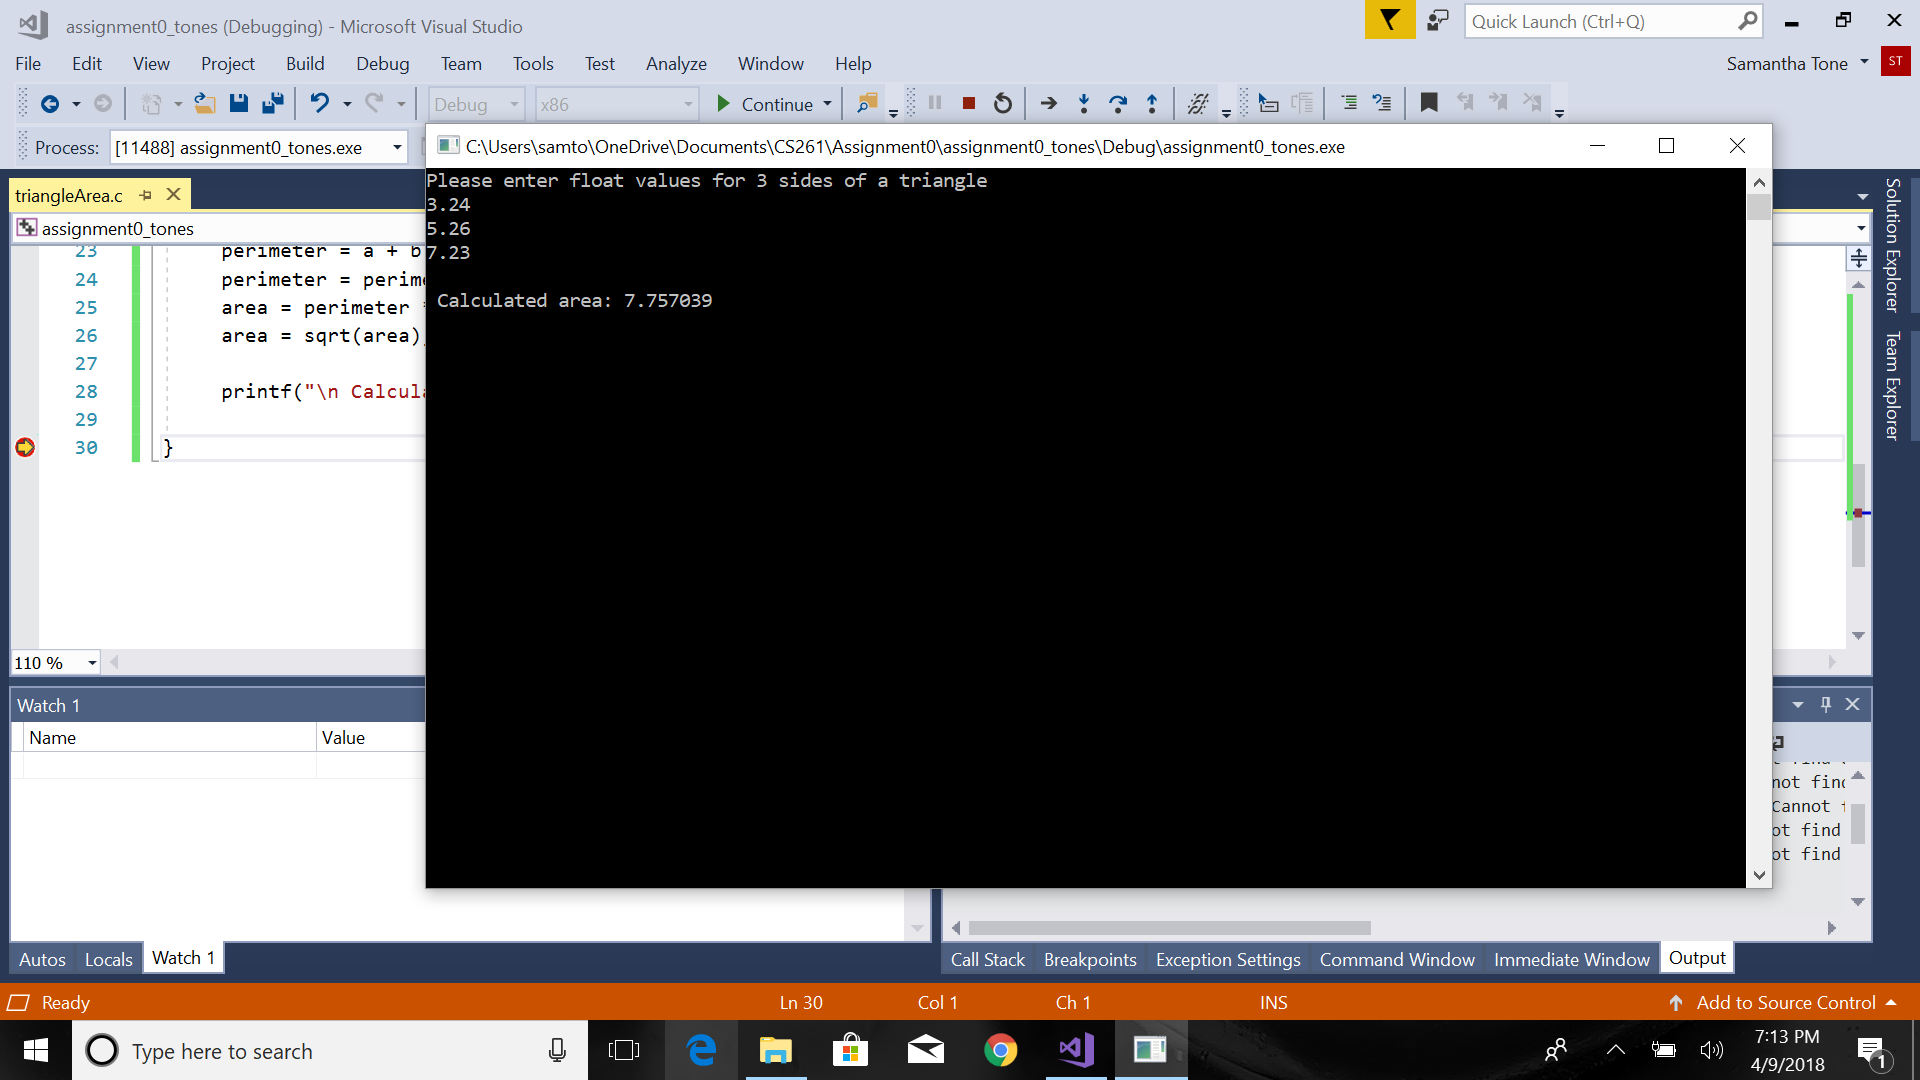 assignment0_tones (Debugging) - Microsoft Visual Studio
Quick Launch (Ctrl+Q)
File Edit View Project Build Debug Team Tools Test Analyze Window Help
Samantha Tone ST
Debug x86 Continue
Process: [11488] assignment0_tones.exe
C:\Users\samto\OneDrive\Documents\CS261\Assignment0\assignment0_tones\Debug\assignment0_tones.exe
Please enter float values for 3 sides of a triangle
3.24
5.26
7.23
Calculated area: 7.757039
triangleArea.c
assignment0_tones
23 perimeter = a + b
24 perimeter = perim
25 area = perimeter
26 area = sqrt(area)
27
28 printf("\n Calcul
29
30 }
Solution Explorer
Team Explorer
110 %
Watch 1
Name Value
not find
Cannot f
ot find
ot find
Autos Locals Watch 1
Call Stack Breakpoints Exception Settings Command Window Immediate Window Output
Ready Ln 30 Col 1 Ch 1 INS Add to Source Control
Type here to search
7:13 PM
4/9/2018
1